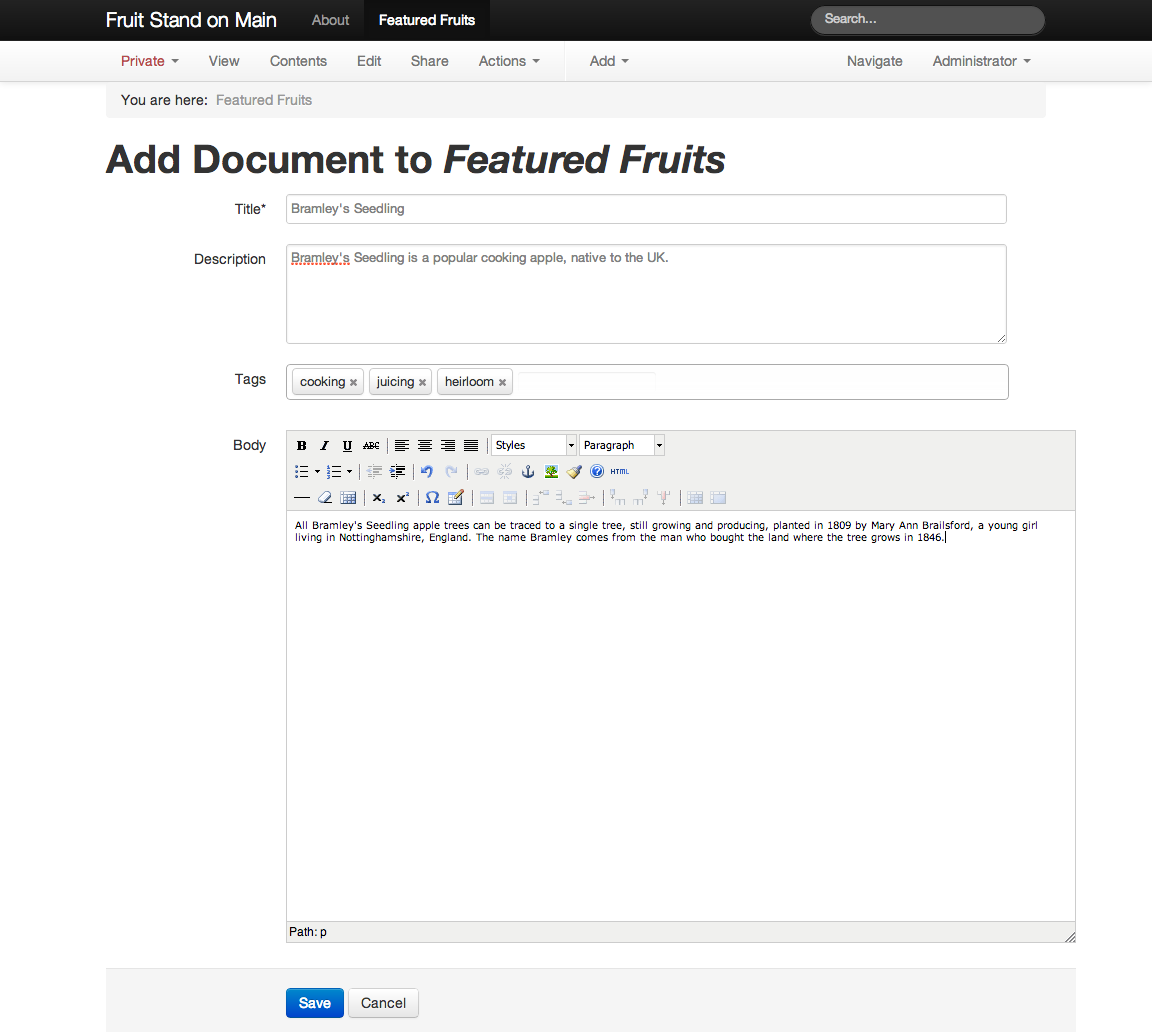 Fruit Stand on Main About Featured Fruits Search...
Private View Contents Edit Share Actions Add Navigate Administrator
You are here: Featured Fruits
Add Document to Featured Fruits
Title* Bramley's Seedling
Description Bramley's Seedling is a popular cooking apple, native to the UK.
Tags cooking × juicing × heirloom ×
Body B I U ABC Styles Paragraph
HTML
x₂ x² Ω
All Bramley's Seedling apple trees can be traced to a single tree, still growing and producing, planted in 1809 by Mary Ann Brailsford, a young girl
living in Nottinghamshire, England. The name Bramley comes from the man who bought the land where the tree grows in 1846.
Path: p
Save Cancel